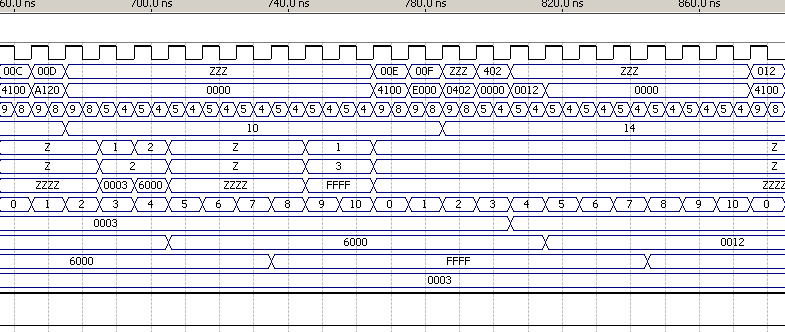 60.0 ns 700.0 ns 740.0 ns 780.0 ns 820.0 ns 860.0 ns
00C 00D ZZZ 00E 00F ZZZ 402 ZZZ 012
4100 A120 0000 4100 E000 0402 0000 0012 0000 4100
9 8 9 8 9 8 5 4 5 4 5 4 5 4 5 4 5 4 5 4 5 4 9 8 9 8 9 8 5 4 5 4 5 4 5 4 5 4 5 4 5 4 5 4 9 8
10 14
Z 1 2 Z 1 Z
Z 2 Z 3 Z
ZZZZ 0003 6000 ZZZZ FFFF ZZZZ
0 1 2 3 4 5 6 7 8 9 10 0 1 2 3 4 5 6 7 8 9 10 0
0003
6000 0012
6000 FFFF
0003